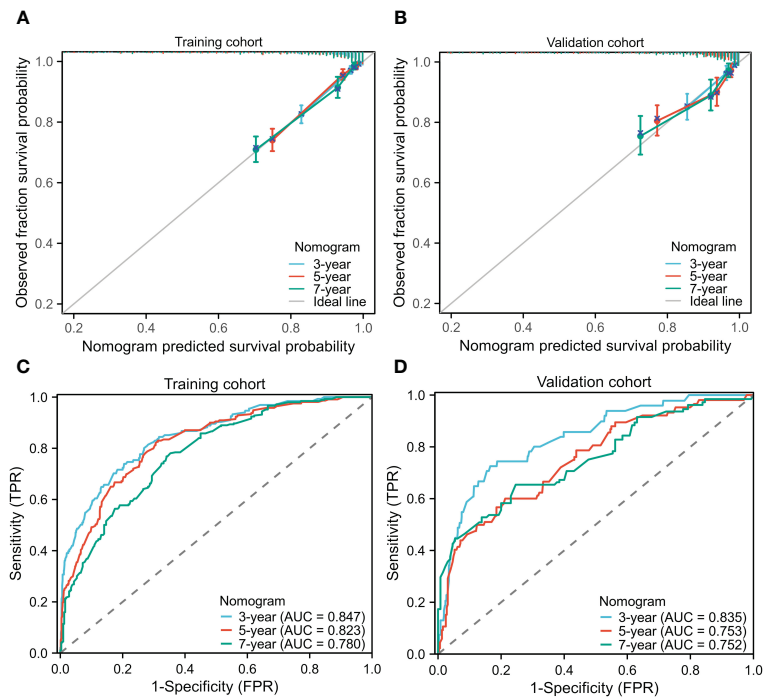 A
Training cohort
Observed fraction survival probability
1.0
0.8
0.6
0.4
0.2
0.2 0.4 0.6 0.8 1.0
Nomogram predicted survival probability
Nomogram
3-year
5-year
7-year
Ideal line
B
Validation cohort
Observed fraction survival probability
1.0
0.8
0.6
0.4
0.2
0.2 0.4 0.6 0.8 1.0
Nomogram predicted survival probability
Nomogram
3-year
5-year
7-year
Ideal line
C
Training cohort
Sensitivity (TPR)
1.0
0.8
0.6
0.4
0.2
0.0
0.0 0.2 0.4 0.6 0.8 1.0
1-Specificity (FPR)
Nomogram
3-year (AUC = 0.847)
5-year (AUC = 0.823)
7-year (AUC = 0.780)
D
Validation cohort
Sensitivity (TPR)
1.0
0.8
0.6
0.4
0.2
0.0
0.0 0.2 0.4 0.6 0.8 1.0
1-Specificity (FPR)
Nomogram
3-year (AUC = 0.835)
5-year (AUC = 0.753)
7-year (AUC = 0.752)